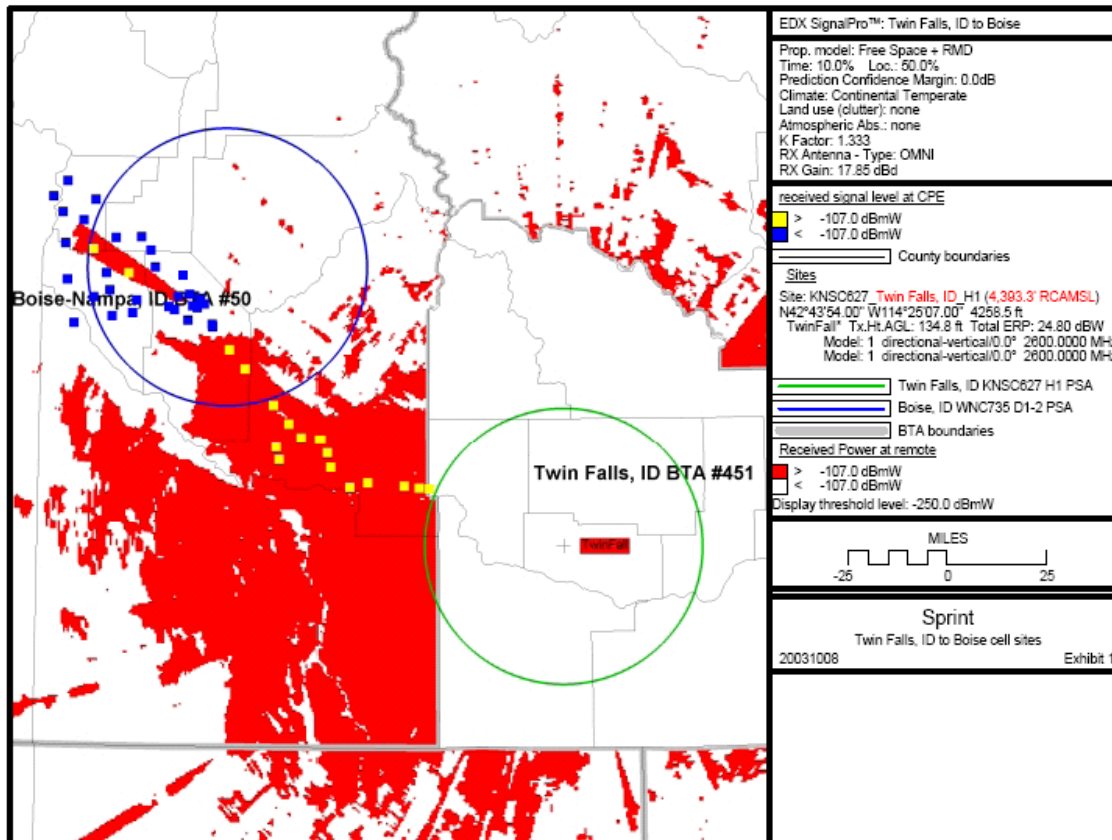 EDX SignalPro™: Twin Falls, ID to Boise
Prop. model: Free Space + RMD
Time: 10.0% Loc.: 50.0%
Prediction Confidence Margin: 0.0dB
Climate: Continental Temperate
Land use (clutter): none
Atmospheric Abs.: none
K Factor: 1.333
RX Antenna - Type: OMNI
RX Gain: 17.85 dBd
received signal level at CPE
> -107.0 dBmW
< -107.0 dBmW
County boundaries
Sites
Site: KNSC627_Twin Falls, ID_H1 (4,393.3' RCAMSL)
N42°43'54.00" W114°25'07.00" 4258.5 ft
TwinFall* Tx.Ht.AGL: 134.8 ft Total ERP: 24.80 dBW
Model: 1 directional-vertical/0.0° 2600.0000 MHz
Model: 1 directional-vertical/0.0° 2600.0000 MHz
Twin Falls, ID KNSC627 H1 PSA
Boise, ID WNC735 D1-2 PSA
BTA boundaries
Received Power at remote
> -107.0 dBmW
< -107.0 dBmW
Display threshold level: -250.0 dBmW
MILES
-25 0 25
Sprint
Twin Falls, ID to Boise cell sites
20031008 Exhibit 1
Boise-Nampa, ID BTA #50
Twin Falls, ID BTA #451
TwinFall